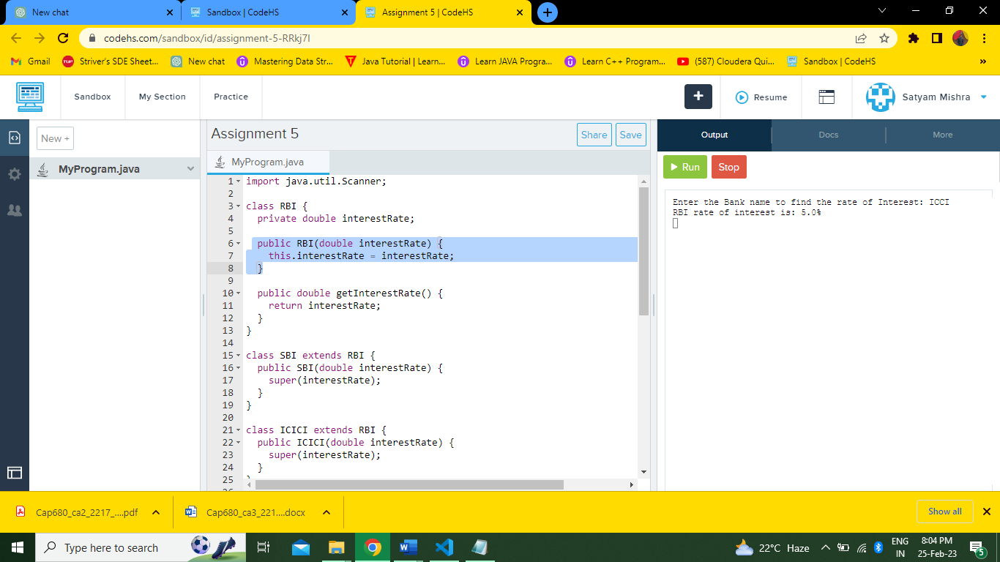 New chat
Sandbox | CodeHS
Assignment 5 | CodeHS
codehs.com/sandbox/id/assignment-5-RRkj7l
Gmail
TUF
Striver's SDE Sheet...
New chat
Mastering Data Str...
Java Tutorial | Learn...
Learn JAVA Progra...
Learn C++ Program...
(587) Cloudera Qui...
Sandbox | CodeHS
»
Sandbox
My Section
Practice
+
Resume
Satyam Mishra
New +
MyProgram.java
Assignment 5
Share
Save
MyProgram.java
1 import java.util.Scanner;
2
3 class RBI {
4 private double interestRate;
5
6 public RBI(double interestRate) {
7 this.interestRate = interestRate;
8 }
9
10 public double getInterestRate() {
11 return interestRate;
12 }
13 }
14
15 class SBI extends RBI {
16 public SBI(double interestRate) {
17 super(interestRate);
18 }
19 }
20
21 class ICICI extends RBI {
22 public ICICI(double interestRate) {
23 super(interestRate);
24 }
25 }
Output
Docs
More
Run
Stop
Enter the Bank name to find the rate of Interest: ICCI
RBI rate of interest is: 5.0%
Cap680_ca2_2217_....pdf
Cap680_ca3_221....docx
Show all
Type here to search
22°C Haze
ENG
IN
8:04 PM
25-Feb-23
5